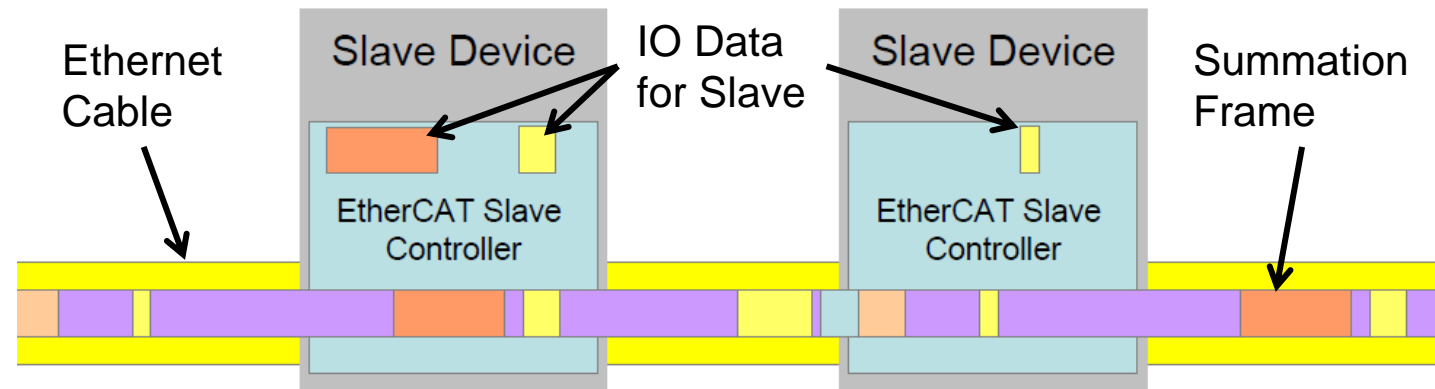 Ethernet
Cable
Slave Device
IO Data
for Slave
Slave Device
Summation
Frame
EtherCAT Slave
Controller
EtherCAT Slave
Controller